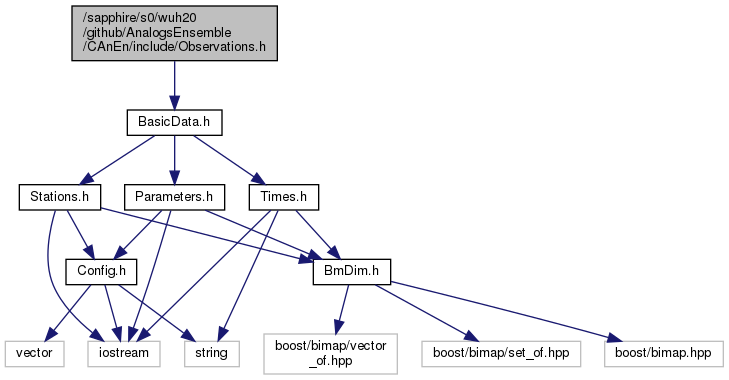 /sapphire/s0/wuh20
/github/AnalogsEnsemble
/CAnEn/include/Observations.h
BasicData.h
Stations.h
Parameters.h
Times.h
Config.h
BmDim.h
vector
iostream
string
boost/bimap/vector
_of.hpp
boost/bimap/set_of.hpp
boost/bimap.hpp